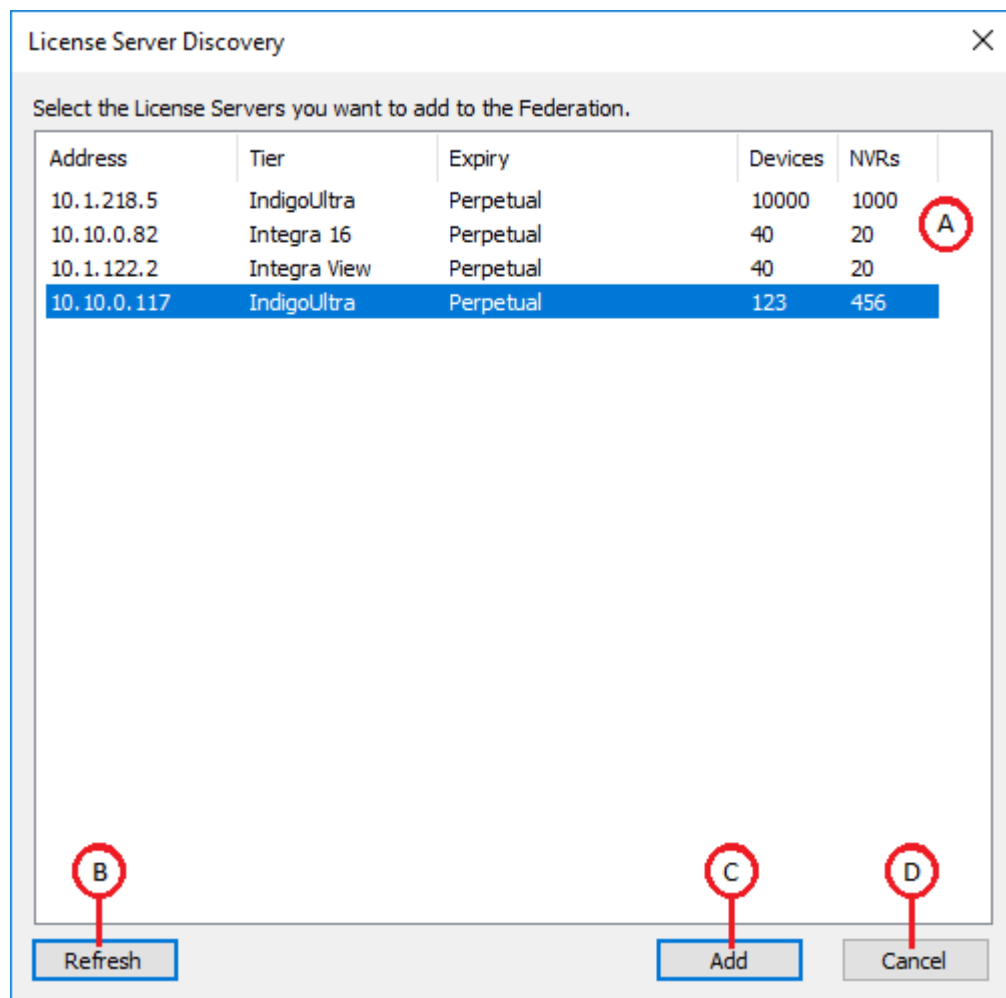 License Server Discovery
Select the License Servers you want to add to the Federation.
Address Tier Expiry Devices NVRs
10.1.218.5 IndigoUltra Perpetual 10000 1000
A
10.10.0.82 Integra 16 Perpetual 40 20
10.1.122.2 Integra View Perpetual 40 20
10.10.0.117 IndigoUltra Perpetual 123 456
B C D
Refresh Add Cancel